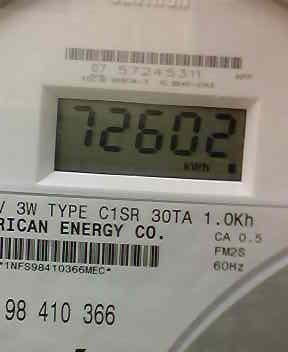 07 57245311
72602
kWh
V 3W TYPE C1SR 30TA 1.0Kh
RICAN ENERGY CO.
CA 0.5
FM2S
*1NFS98410366MEC*
60Hz
98 410 366